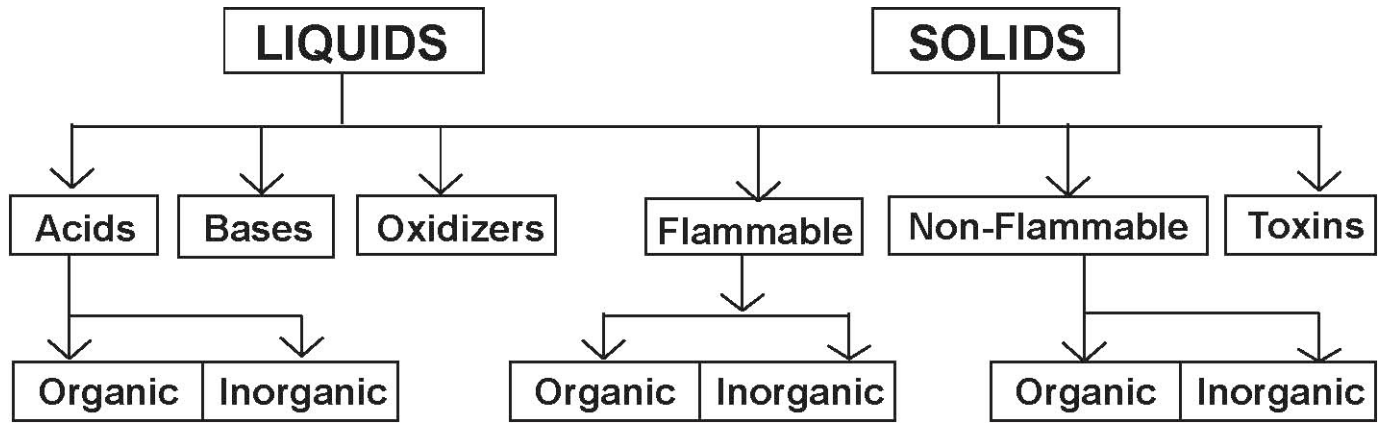 LIQUIDS
SOLIDS
Acids
Bases
Oxidizers
Flammable
Non-Flammable
Toxins
Organic
Inorganic
Organic
Inorganic
Organic
Inorganic